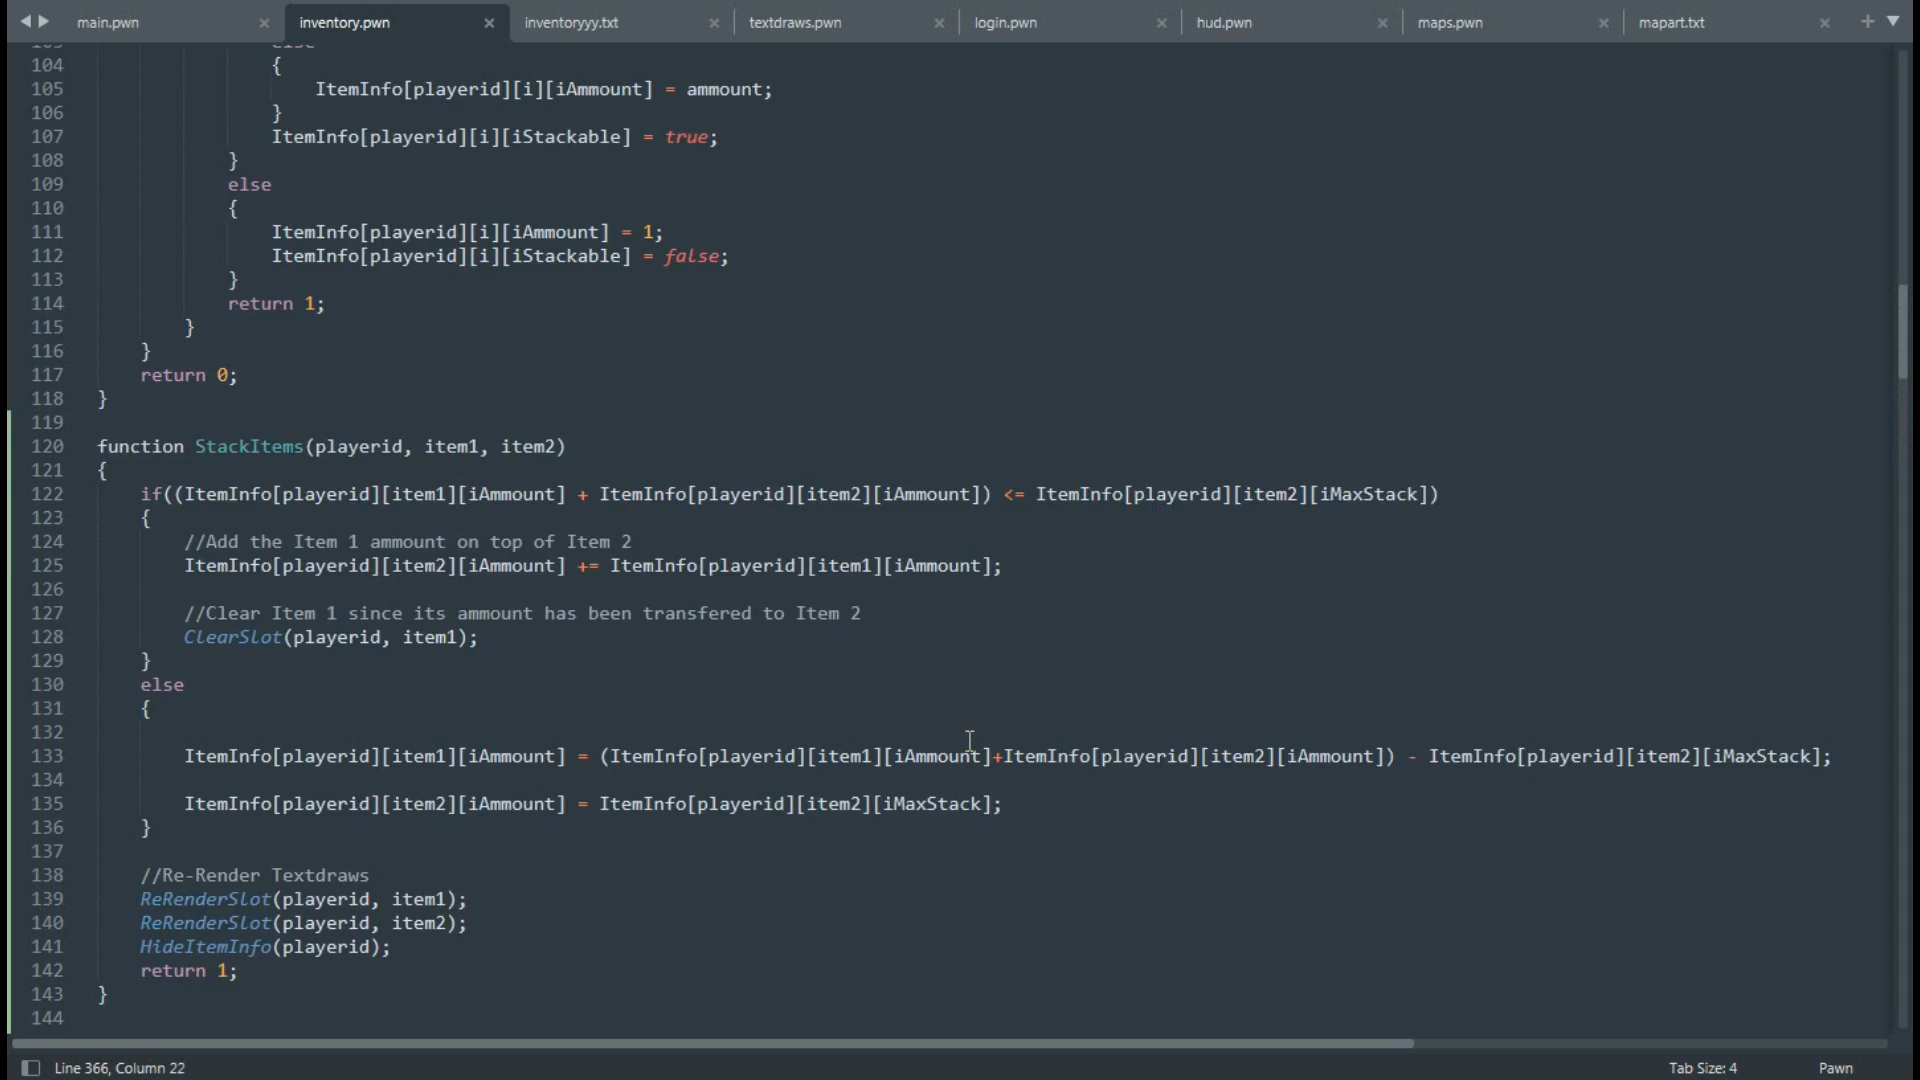 main.pwn × inventory.pwn × inventoryyy.txt × textdraws.pwn × login.pwn × hud.pwn × maps.pwn × mapart.txt × +
103 else
104 {
105 ItemInfo[playerid][i][iAmmount] = ammount;
106 }
107 ItemInfo[playerid][i][iStackable] = true;
108 }
109 else
110 {
111 ItemInfo[playerid][i][iAmmount] = 1;
112 ItemInfo[playerid][i][iStackable] = false;
113 }
114 return 1;
115 }
116 }
117 return 0;
118 }
119
120 function StackItems(playerid, item1, item2)
121 {
122 if((ItemInfo[playerid][item1][iAmmount] + ItemInfo[playerid][item2][iAmmount]) <= ItemInfo[playerid][item2][iMaxStack])
123 {
124 //Add the Item 1 ammount on top of Item 2
125 ItemInfo[playerid][item2][iAmmount] += ItemInfo[playerid][item1][iAmmount];
126
127 //Clear Item 1 since its ammount has been transfered to Item 2
128 ClearSlot(playerid, item1);
129 }
130 else
131 {
132
133 ItemInfo[playerid][item1][iAmmount] = (ItemInfo[playerid][item1][iAmmount]+ItemInfo[playerid][item2][iAmmount]) - ItemInfo[playerid][item2][iMaxStack];
134
135 ItemInfo[playerid][item2][iAmmount] = ItemInfo[playerid][item2][iMaxStack];
136 }
137
138 //Re-Render Textdraws
139 ReRenderSlot(playerid, item1);
140 ReRenderSlot(playerid, item2);
141 HideItemInfo(playerid);
142 return 1;
143 }
144
Line 366, Column 22 Tab Size: 4 Pawn